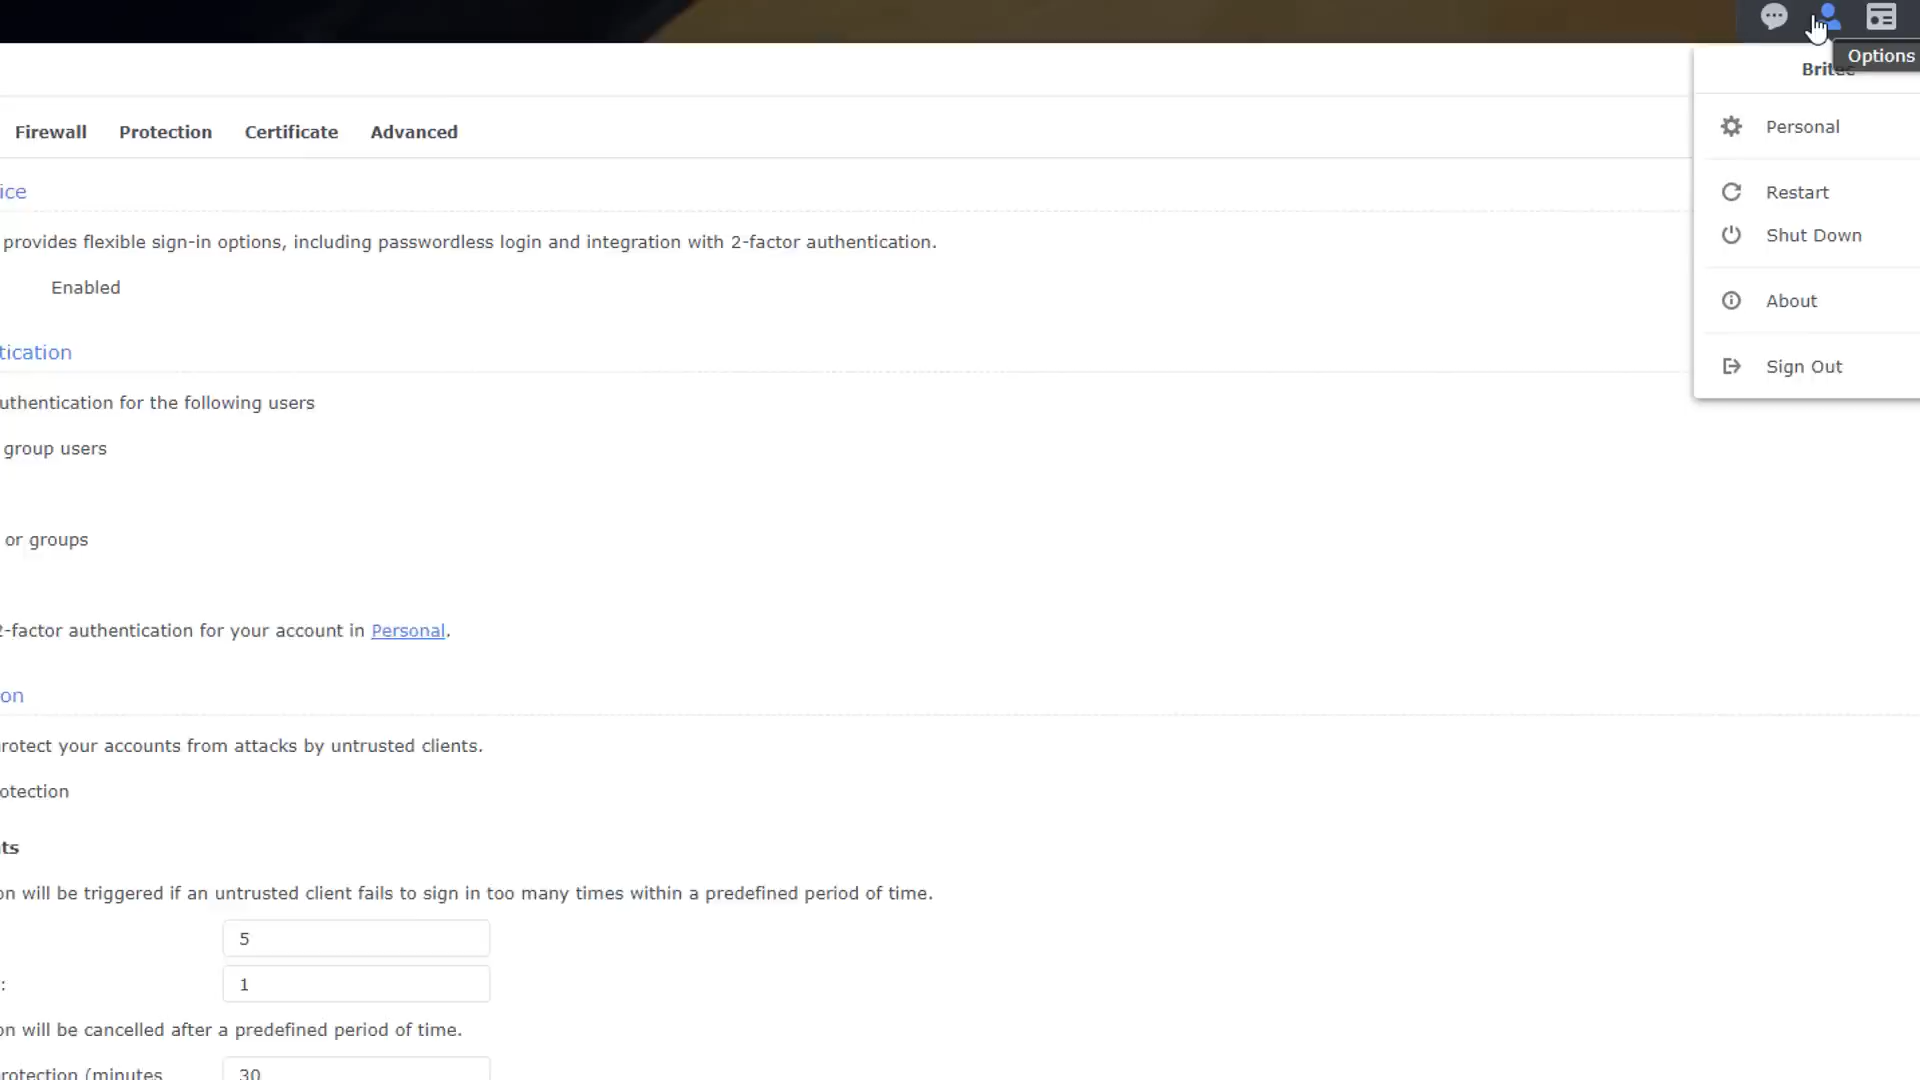 Options
Firewall Protection Certificate Advanced
Personal
Restart
Shut Down
About
Sign Out
ice
provides flexible sign-in options, including passwordless login and integration with 2-factor authentication.
Enabled
tication
uthentication for the following users
group users
or groups
2-factor authentication for your account in Personal.
on
rotect your accounts from attacks by untrusted clients.
otection
ts
on will be triggered if an untrusted client fails to sign in too many times within a predefined period of time.
5
: 1
on will be cancelled after a predefined period of time.
rotection (minutes 30